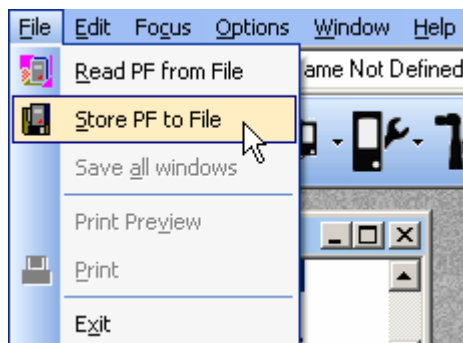 File Edit Focus Options Window Help
Read PF from File
ame Not Defined
Store PF to File
Save all windows
Print Preview
Print
Exit